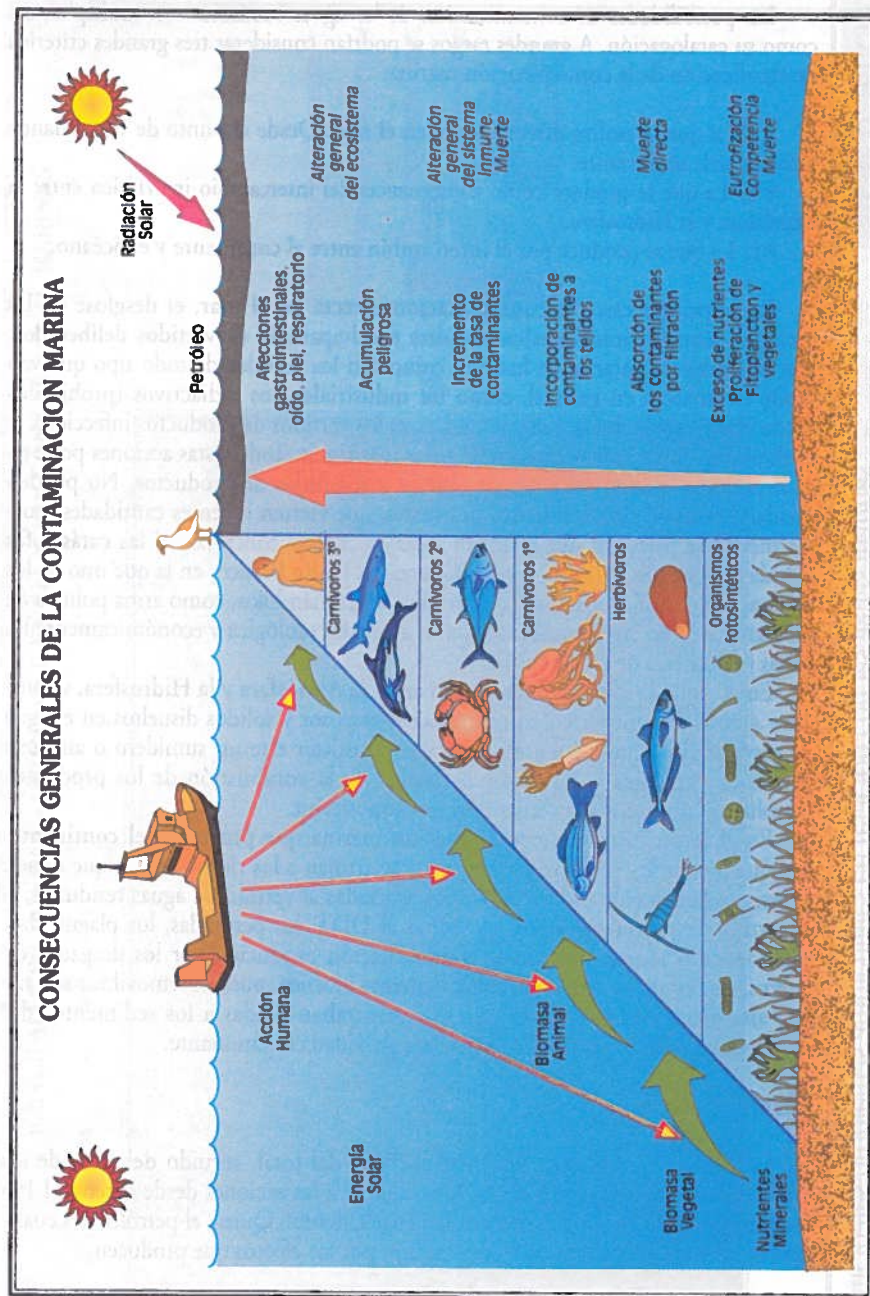 CONSECUENCIAS GENERALES DE LA CONTAMINACION MARINA
Radiación
Solar
Petróleo
Acción
Humana
Energía
Solar
Biomasa
Animal
Biomasa
Vegetal
Nutrientes
Minerales
Carnívoros 3º
Carnívoros 2º
Carnívoros 1º
Herbívoros
Organismos
fotosintéticos
Afecciones
gastrointestinales,
oído, piel, respiratorio
Alteración
general
del ecosistema
Acumulación
peligrosa
Incremento
de la tasa de
contaminantes
Alteración
general
del sistema
Inmune.
Muerte
Incorporación de
contaminantes a
los tejidos
Absorción de
los contaminantes
por filtración
Muerte
directa
Exceso de nutrientes
Proliferación de
Fitoplancton y
vegetales
Eutrofización
Competencia
Muerte